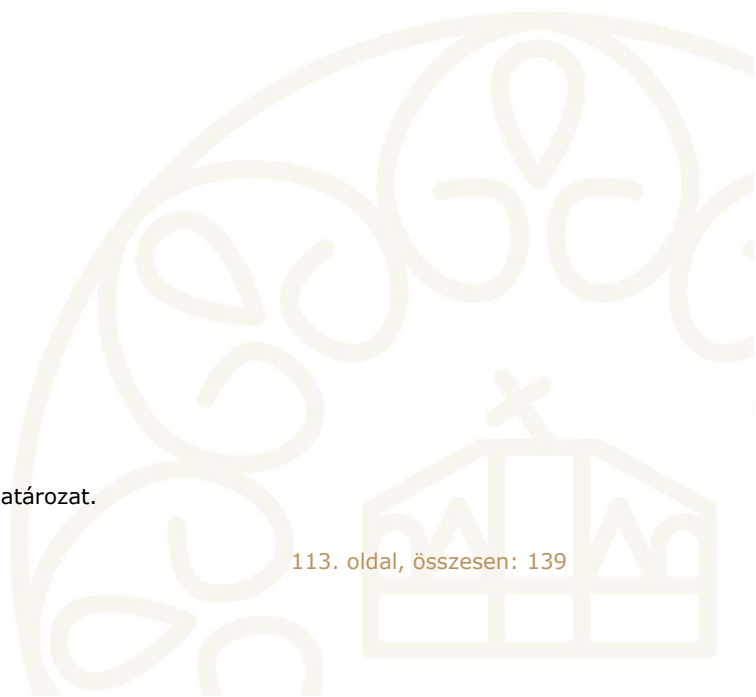 atározat.
113. oldal, összesen: 139